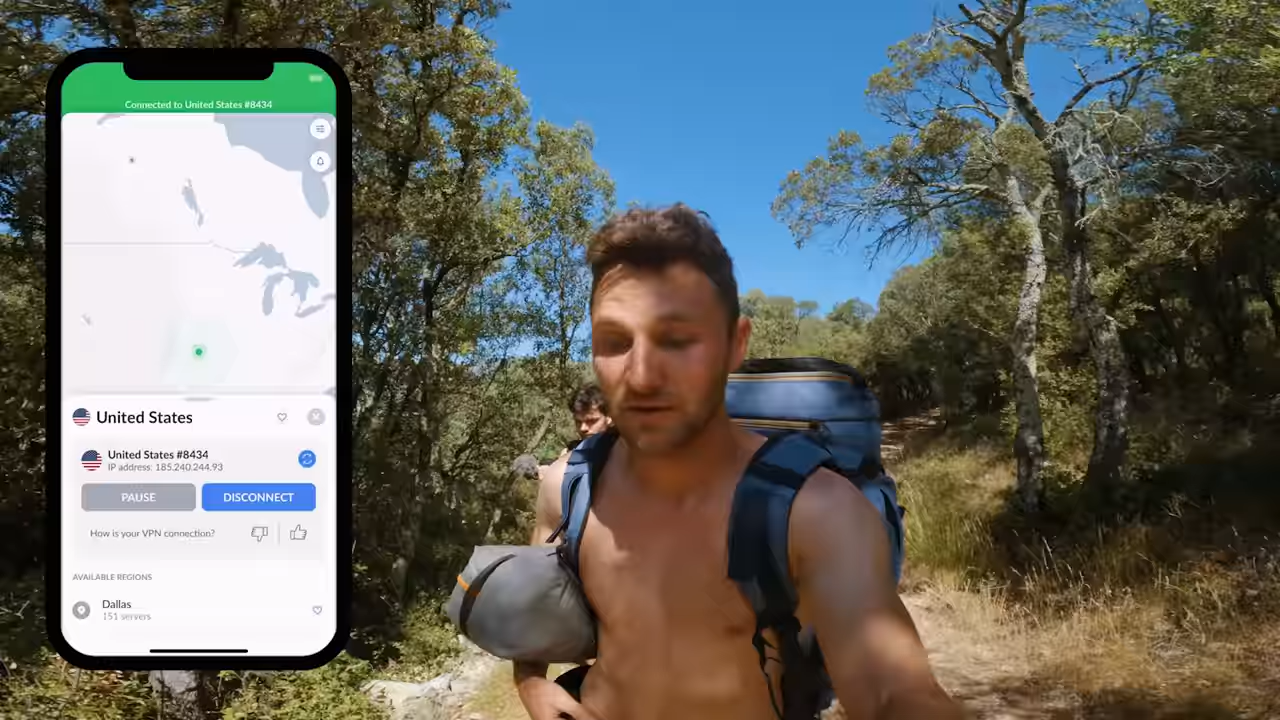 Connected to United States #8434
United States
United States #8434
IP address: 185.240.244.93
PAUSE
DISCONNECT
How is your VPN connection?
AVAILABLE REGIONS
Dallas
151 servers